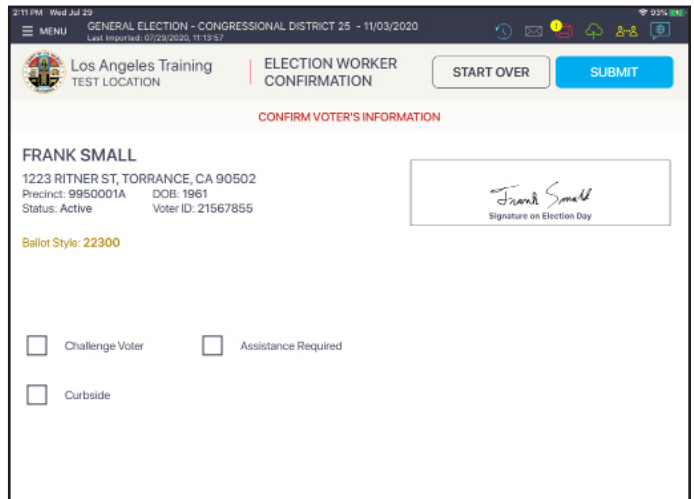 2:11 PM Wed Jul 29
93%
MENU
GENERAL ELECTION - CONGRESSIONAL DISTRICT 25 - 11/03/2020
Last Imported: 07/29/2020, 11:13:57
Los Angeles Training
TEST LOCATION
ELECTION WORKER
CONFIRMATION
START OVER
SUBMIT
CONFIRM VOTER'S INFORMATION
FRANK SMALL
1223 RITNER ST, TORRANCE, CA 90502
Precinct: 9950001A DOB: 1961
Status: Active Voter ID: 21567855
Frank Small
Signature on Election Day
Ballot Style: 22300
Challenge Voter
Assistance Required
Curbside